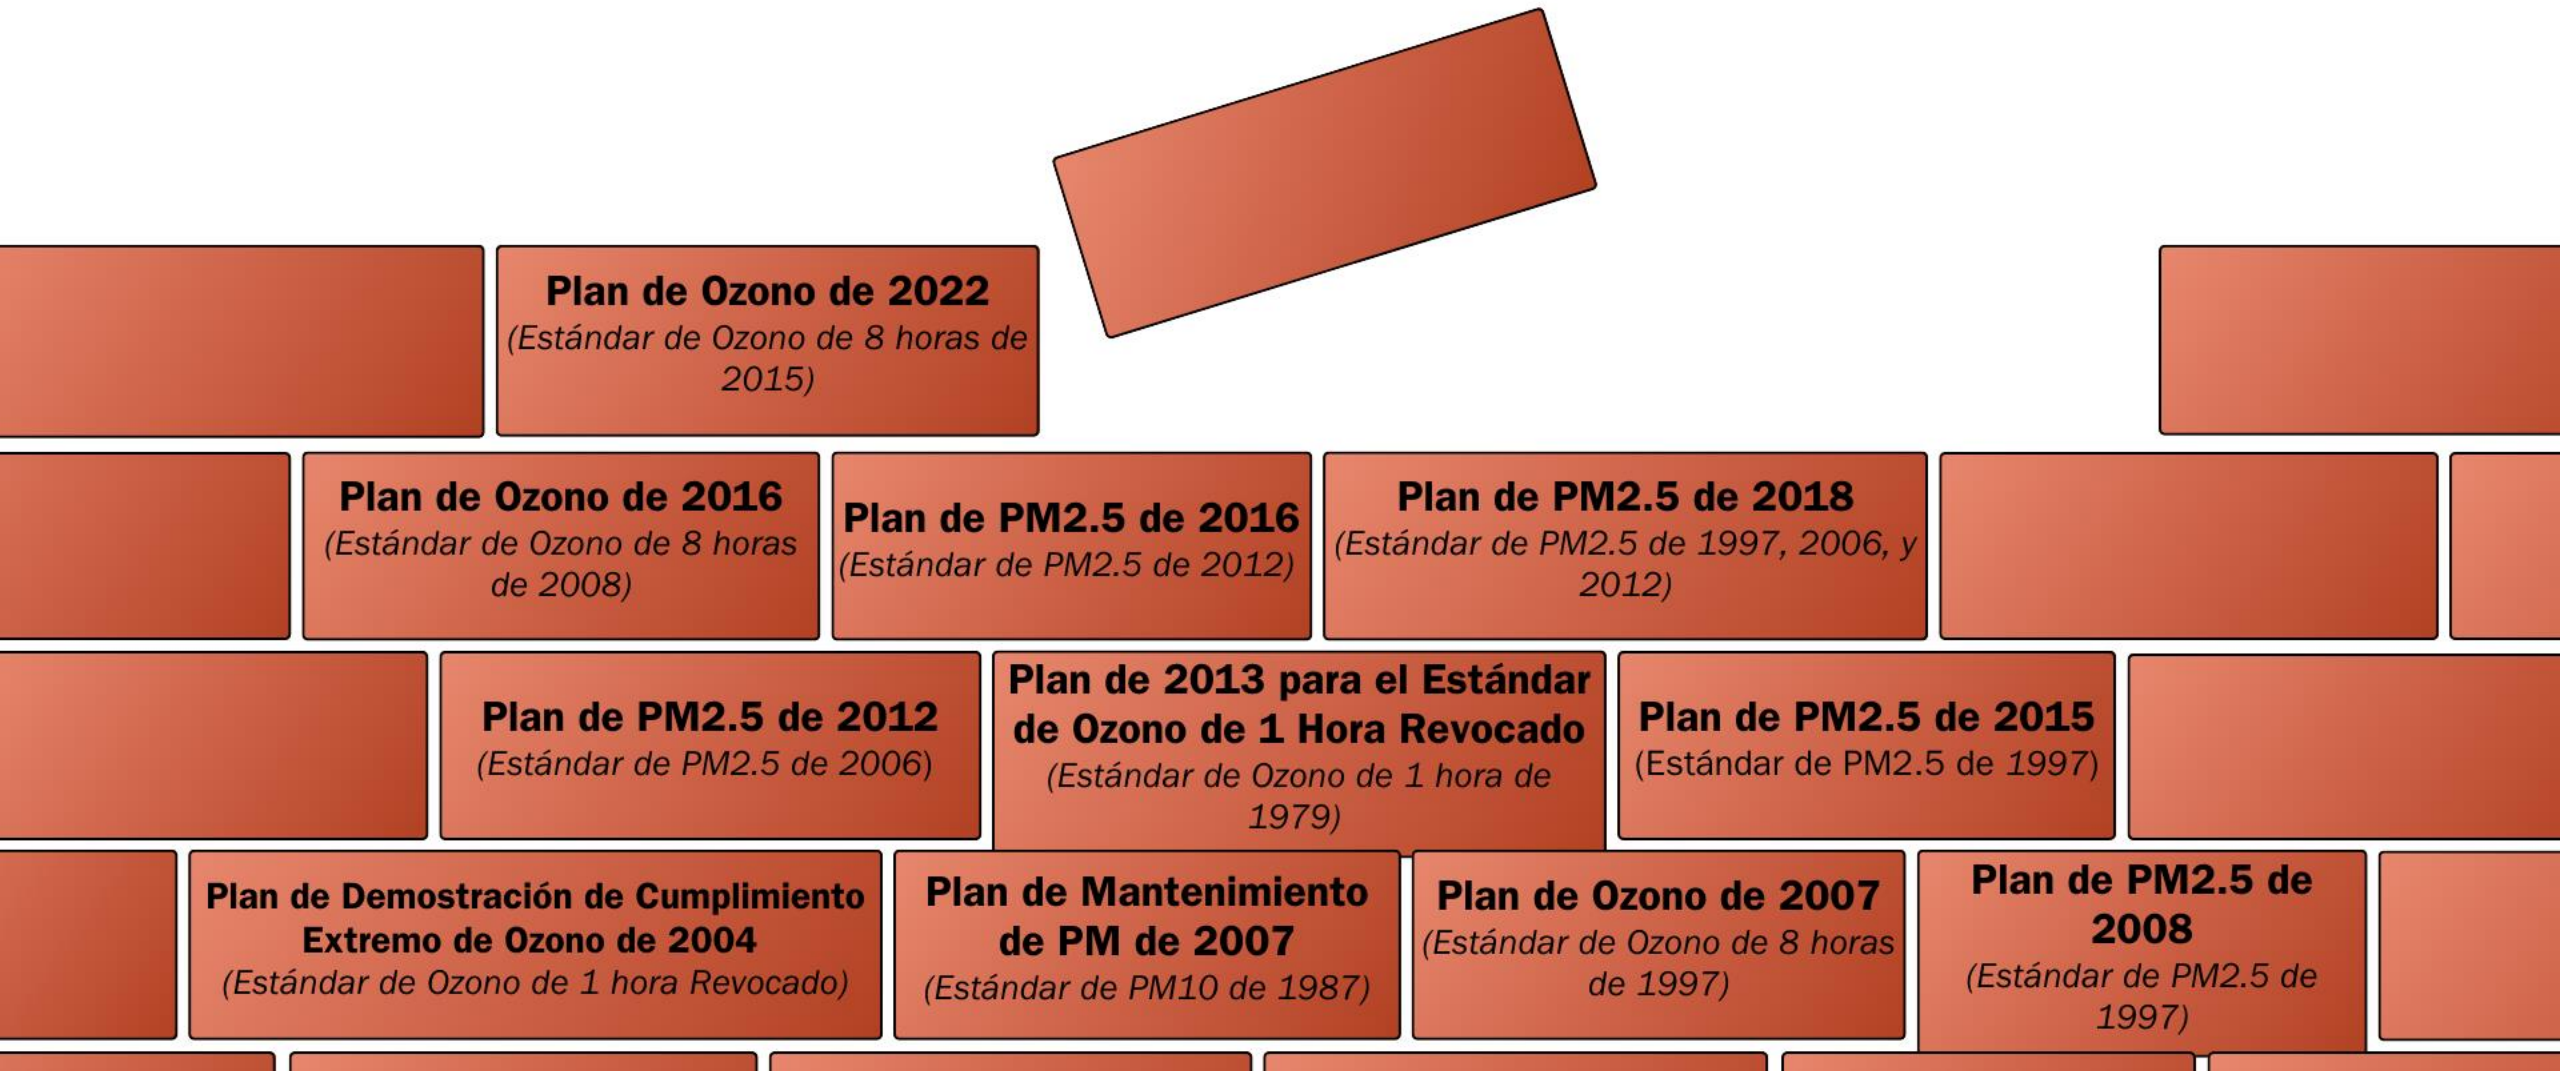 Plan de Ozono de 2022
(Estándar de Ozono de 8 horas de
2015)
Plan de Ozono de 2016
(Estándar de Ozono de 8 horas
de 2008)
Plan de PM2.5 de 2016
(Estándar de PM2.5 de 2012)
Plan de PM2.5 de 2018
(Estándar de PM2.5 de 1997, 2006, y
2012)
Plan de PM2.5 de 2012
(Estándar de PM2.5 de 2006)
Plan de 2013 para el Estándar
de Ozono de 1 Hora Revocado
(Estándar de Ozono de 1 hora de
1979)
Plan de PM2.5 de 2015
(Estándar de PM2.5 de 1997)
Plan de Demostración de Cumplimiento
Extremo de Ozono de 2004
(Estándar de Ozono de 1 hora Revocado)
Plan de Mantenimiento
de PM de 2007
(Estándar de PM10 de 1987)
Plan de Ozono de 2007
(Estándar de Ozono de 8 horas
de 1997)
Plan de PM2.5 de
2008
(Estándar de PM2.5 de
1997)